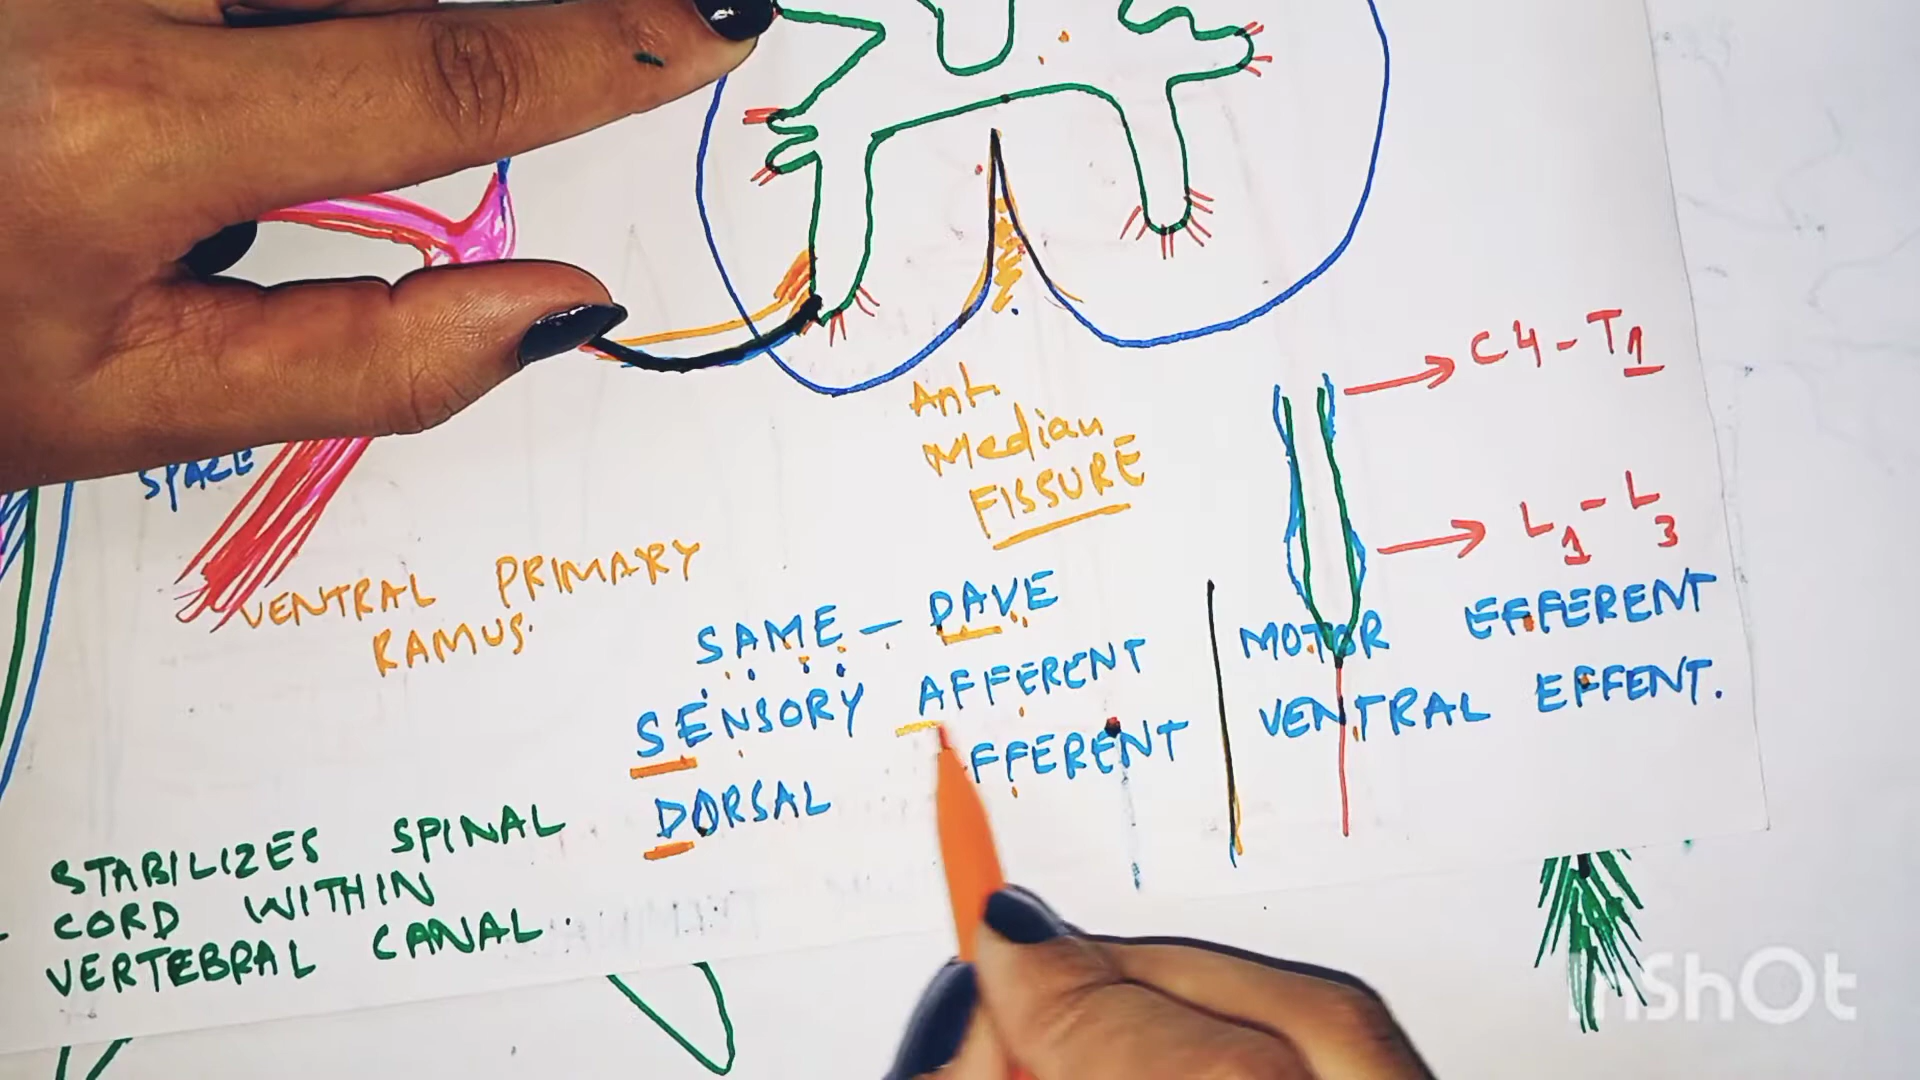 SPACE
Ant.
Median
FISSURE
C4 - T1
L1 - L3
VENTRAL PRIMARY
RAMUS.
SAME - DAVE
SENSORY AFFERENT
DORSAL FFERENT
MOTOR EFFERENT
VENTRAL EFFENT.
STABILIZES SPINAL
CORD WITHIN
VERTEBRAL CANAL.
InShOt